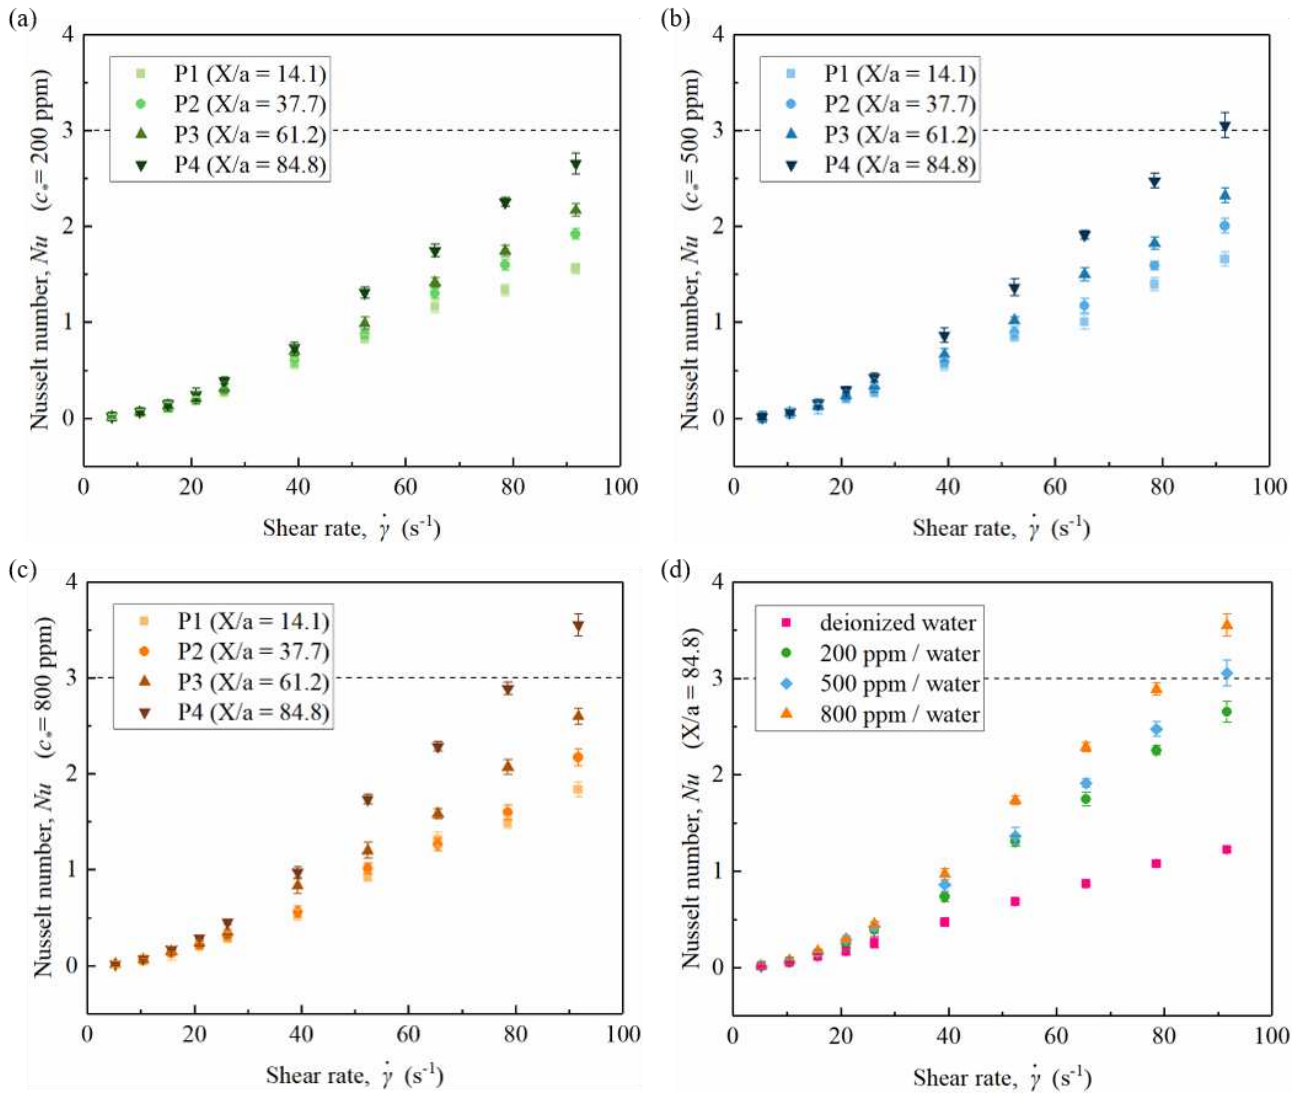 (a)
4
3
2
1
0
Nusselt number, Nu (c∗= 200 ppm)
P1 (X/a = 14.1)
P2 (X/a = 37.7)
P3 (X/a = 61.2)
P4 (X/a = 84.8)
0 20 40 60 80 100
Shear rate, γ̇ (s⁻¹)
(b)
4
3
2
1
0
Nusselt number, Nu (c∗= 500 ppm)
P1 (X/a = 14.1)
P2 (X/a = 37.7)
P3 (X/a = 61.2)
P4 (X/a = 84.8)
0 20 40 60 80 100
Shear rate, γ̇ (s⁻¹)
(c)
4
3
2
1
0
Nusselt number, Nu (c∗= 800 ppm)
P1 (X/a = 14.1)
P2 (X/a = 37.7)
P3 (X/a = 61.2)
P4 (X/a = 84.8)
0 20 40 60 80 100
Shear rate, γ̇ (s⁻¹)
(d)
4
3
2
1
0
Nusselt number, Nu (X/a = 84.8)
deionized water
200 ppm / water
500 ppm / water
800 ppm / water
0 20 40 60 80 100
Shear rate, γ̇ (s⁻¹)